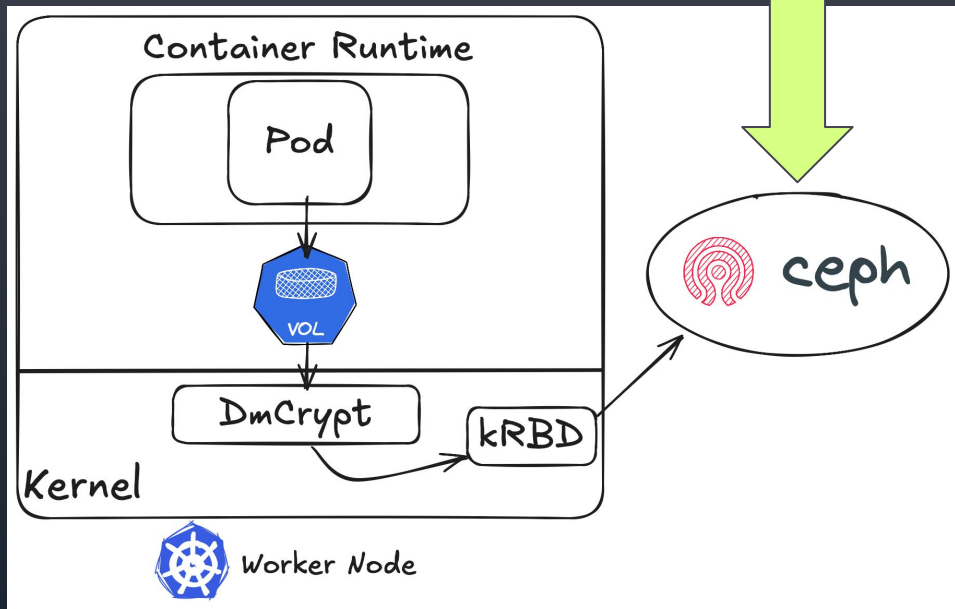 Container Runtime
Pod
VOL
DmCrypt
kRBD
Kernel
Worker Node
ceph